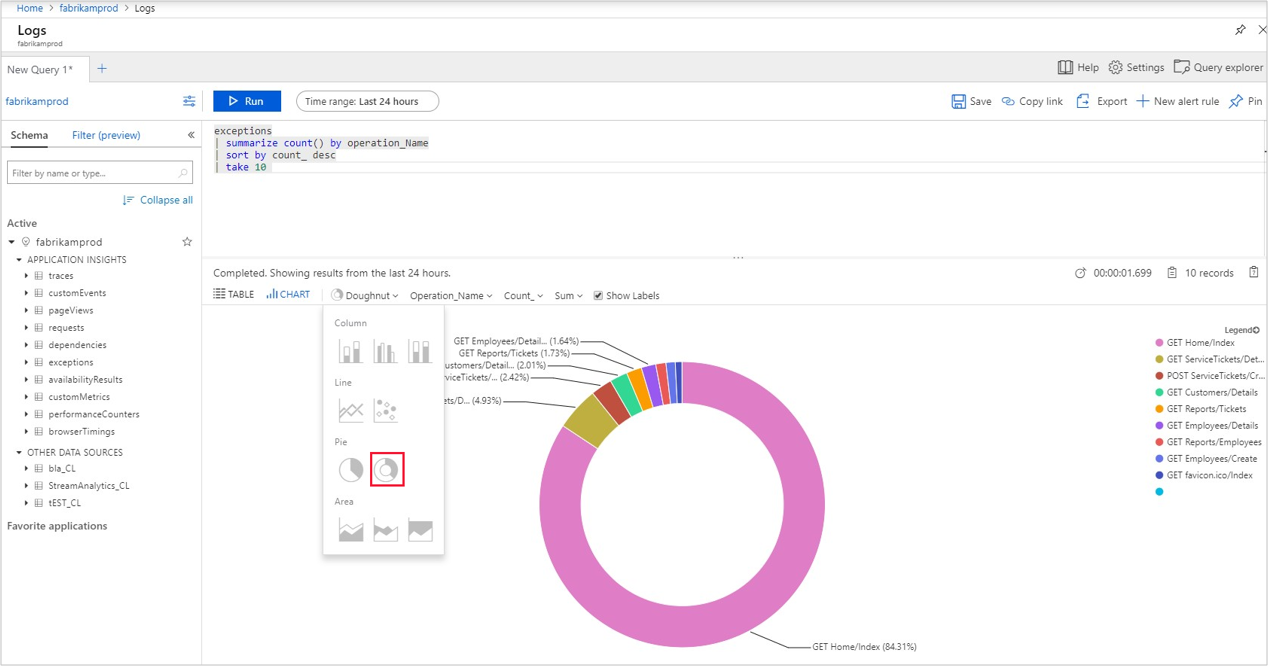 Home > fabrikamprod > Logs
Logs
fabrikamprod
New Query 1*
Help Settings Query explorer
fabrikamprod
Run
Time range: Last 24 hours
Save Copy link Export New alert rule Pin
Schema Filter (preview) «
Filter by name or type...
Collapse all
Active
fabrikamprod
APPLICATION INSIGHTS
traces
customEvents
pageViews
requests
dependencies
exceptions
availabilityResults
customMetrics
performanceCounters
browserTimings
OTHER DATA SOURCES
bla_CL
StreamAnalytics_CL
tEST_CL
Favorite applications
exceptions
| summarize count() by operation_Name
| sort by count_ desc
| take 10
Completed. Showing results from the last 24 hours.
00:00:01.699 10 records
TABLE CHART Doughnut Operation_Name Count_ Sum Show Labels
Column
Line
Pie
Area
GET Employees/Detail... (1.64%)
GET Reports/Tickets (1.73%)
ustomers/Detail... (2.01%)
rviceTickets/... (2.42%)
ets/D... (4.93%)
GET Home/Index (84.31%)
Legend
GET Home/Index
GET ServiceTickets/Det...
POST ServiceTickets/Cr...
GET Customers/Details
GET Reports/Tickets
GET Employees/Details
GET Reports/Employees
GET Employees/Create
GET favicon.ico/Index